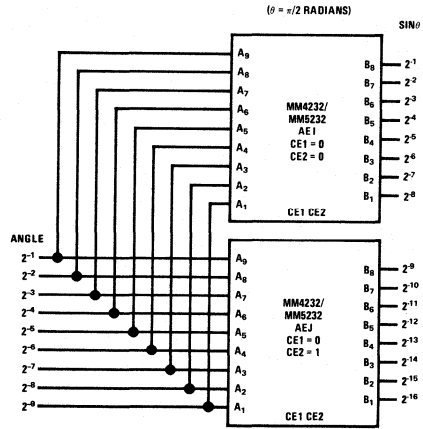 (θ = π/2 RADIANS)
SINθ
A9 B8 2-1
A8 B7 2-2
A7 B6 2-3
A6 MM4232/ B5 2-4
A5 MM5232 B4 2-5
A4 AEI B3 2-6
A3 CE1 = 0 B2 2-7
A2 CE2 = 0 B1 2-8
A1
CE1 CE2
ANGLE
2-1 A9 B8 2-9
2-2 A8 B7 2-10
2-3 A7 MM4232/ B6 2-11
2-4 A6 MM5232 B5 2-12
2-5 A5 AEJ B4 2-13
2-6 A4 CE1 = 0 B3 2-14
2-7 A3 CE2 = 1 B2 2-15
2-8 A2 B1 2-16
2-9 A1
CE1 CE2